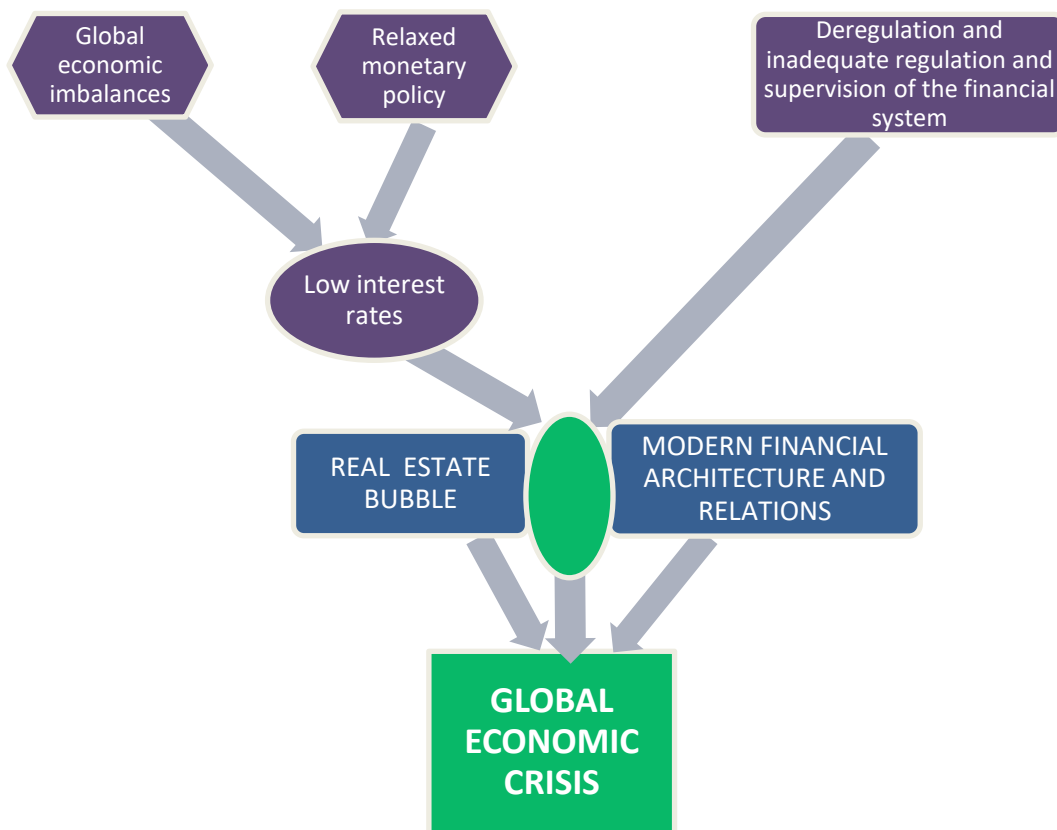 Global
economic
imbalances
Relaxed
monetary
policy
Deregulation and
inadequate regulation and
supervision of the financial
system
Low interest
rates
REAL ESTATE
BUBBLE
MODERN FINANCIAL
ARCHITECTURE AND
RELATIONS
GLOBAL
ECONOMIC
CRISIS